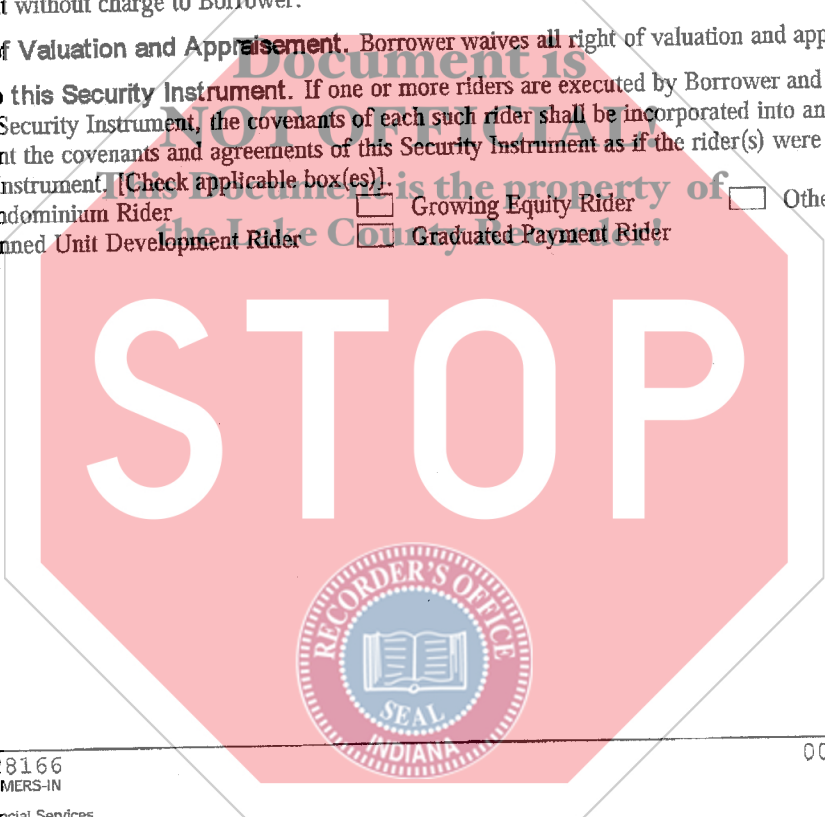 t without charge to Borrower.
f Valuation and Appraisement. Borrower waives all right of valuation and app
Document is
this Security Instrument. If one or more riders are executed by Borrower and
NOT OFFICIAL!
Security Instrument, the covenants of each such rider shall be incorporated into an
nt the covenants and agreements of this Security Instrument as if the rider(s) were
nstrument. [Check applicable box(es)].
This Document is the property of
ndominium Rider Growing Equity Rider Othe
the Lake County Recorder!
nned Unit Development Rider Graduated Payment Rider
STOP
RECORDER'S OFFICE
SEAL
INDIANA
8166 00
MERS-IN
ncial Services